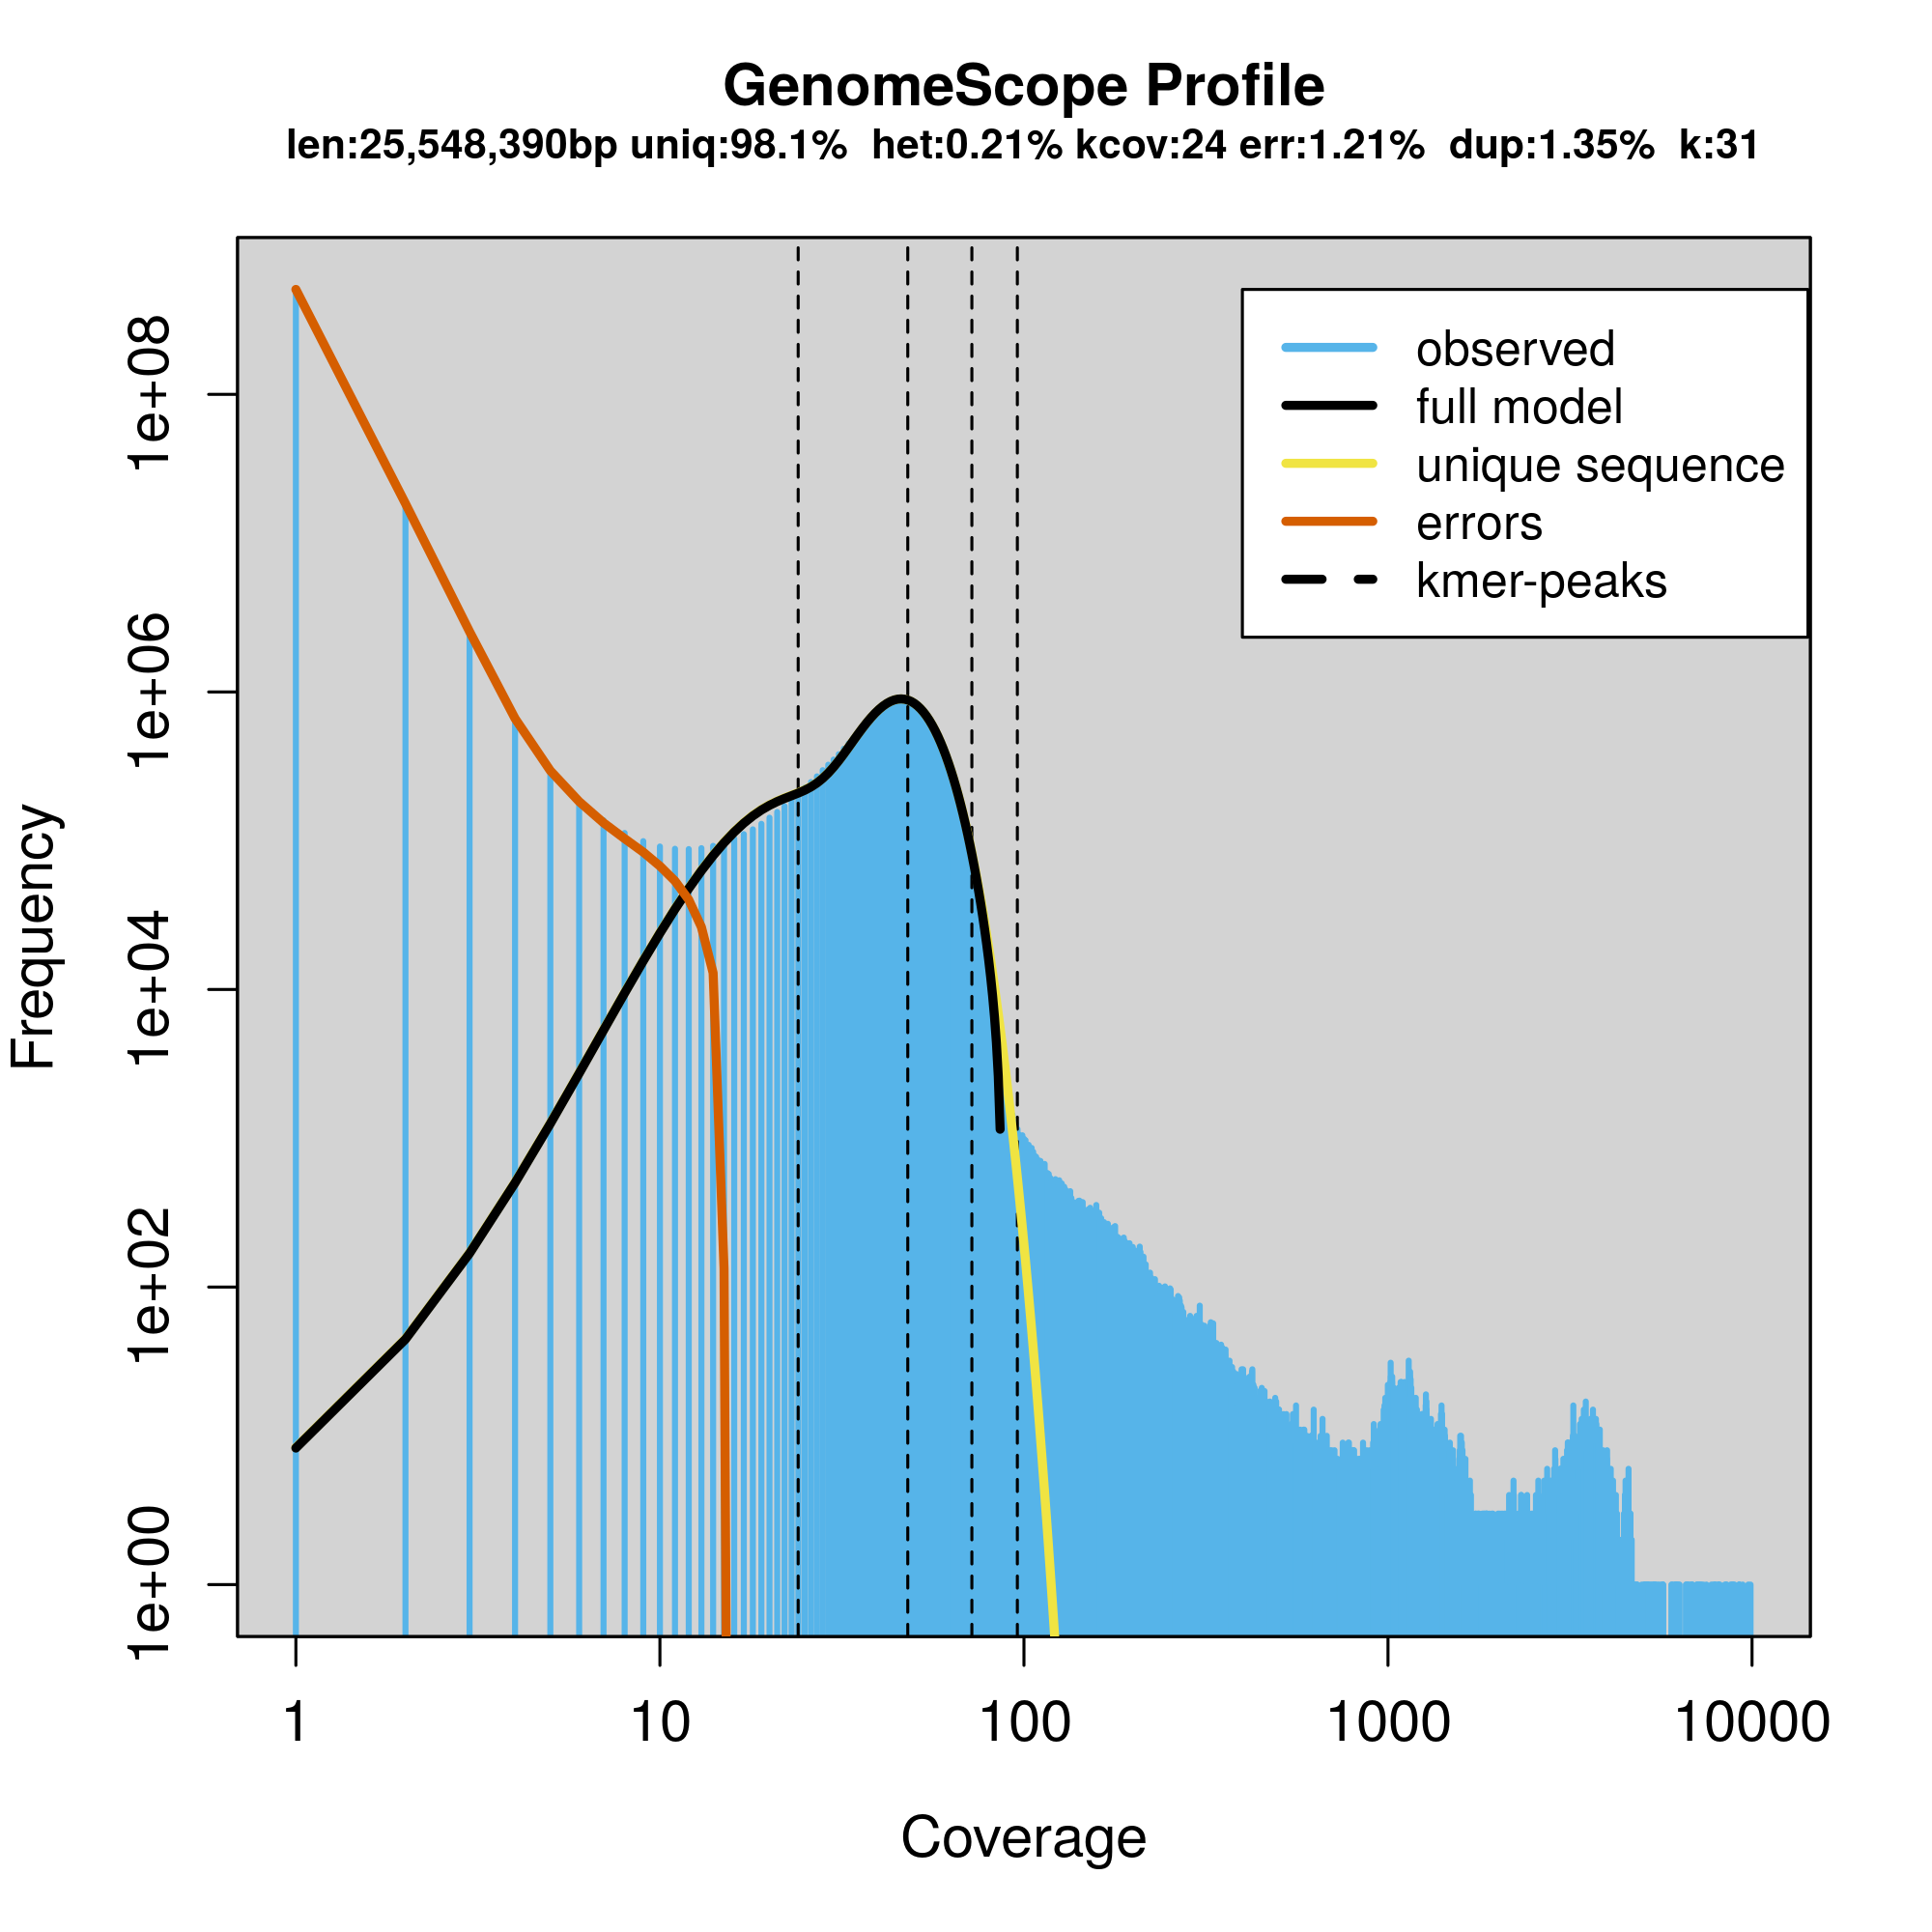 GenomeScope Profile
len:25,548,390bp uniq:98.1% het:0.21% kcov:24 err:1.21% dup:1.35% k:31
observed
full model
unique sequence
errors
kmer-peaks
Frequency
1e+08
1e+06
1e+04
1e+02
1e+00
1 10 100 1000 10000
Coverage